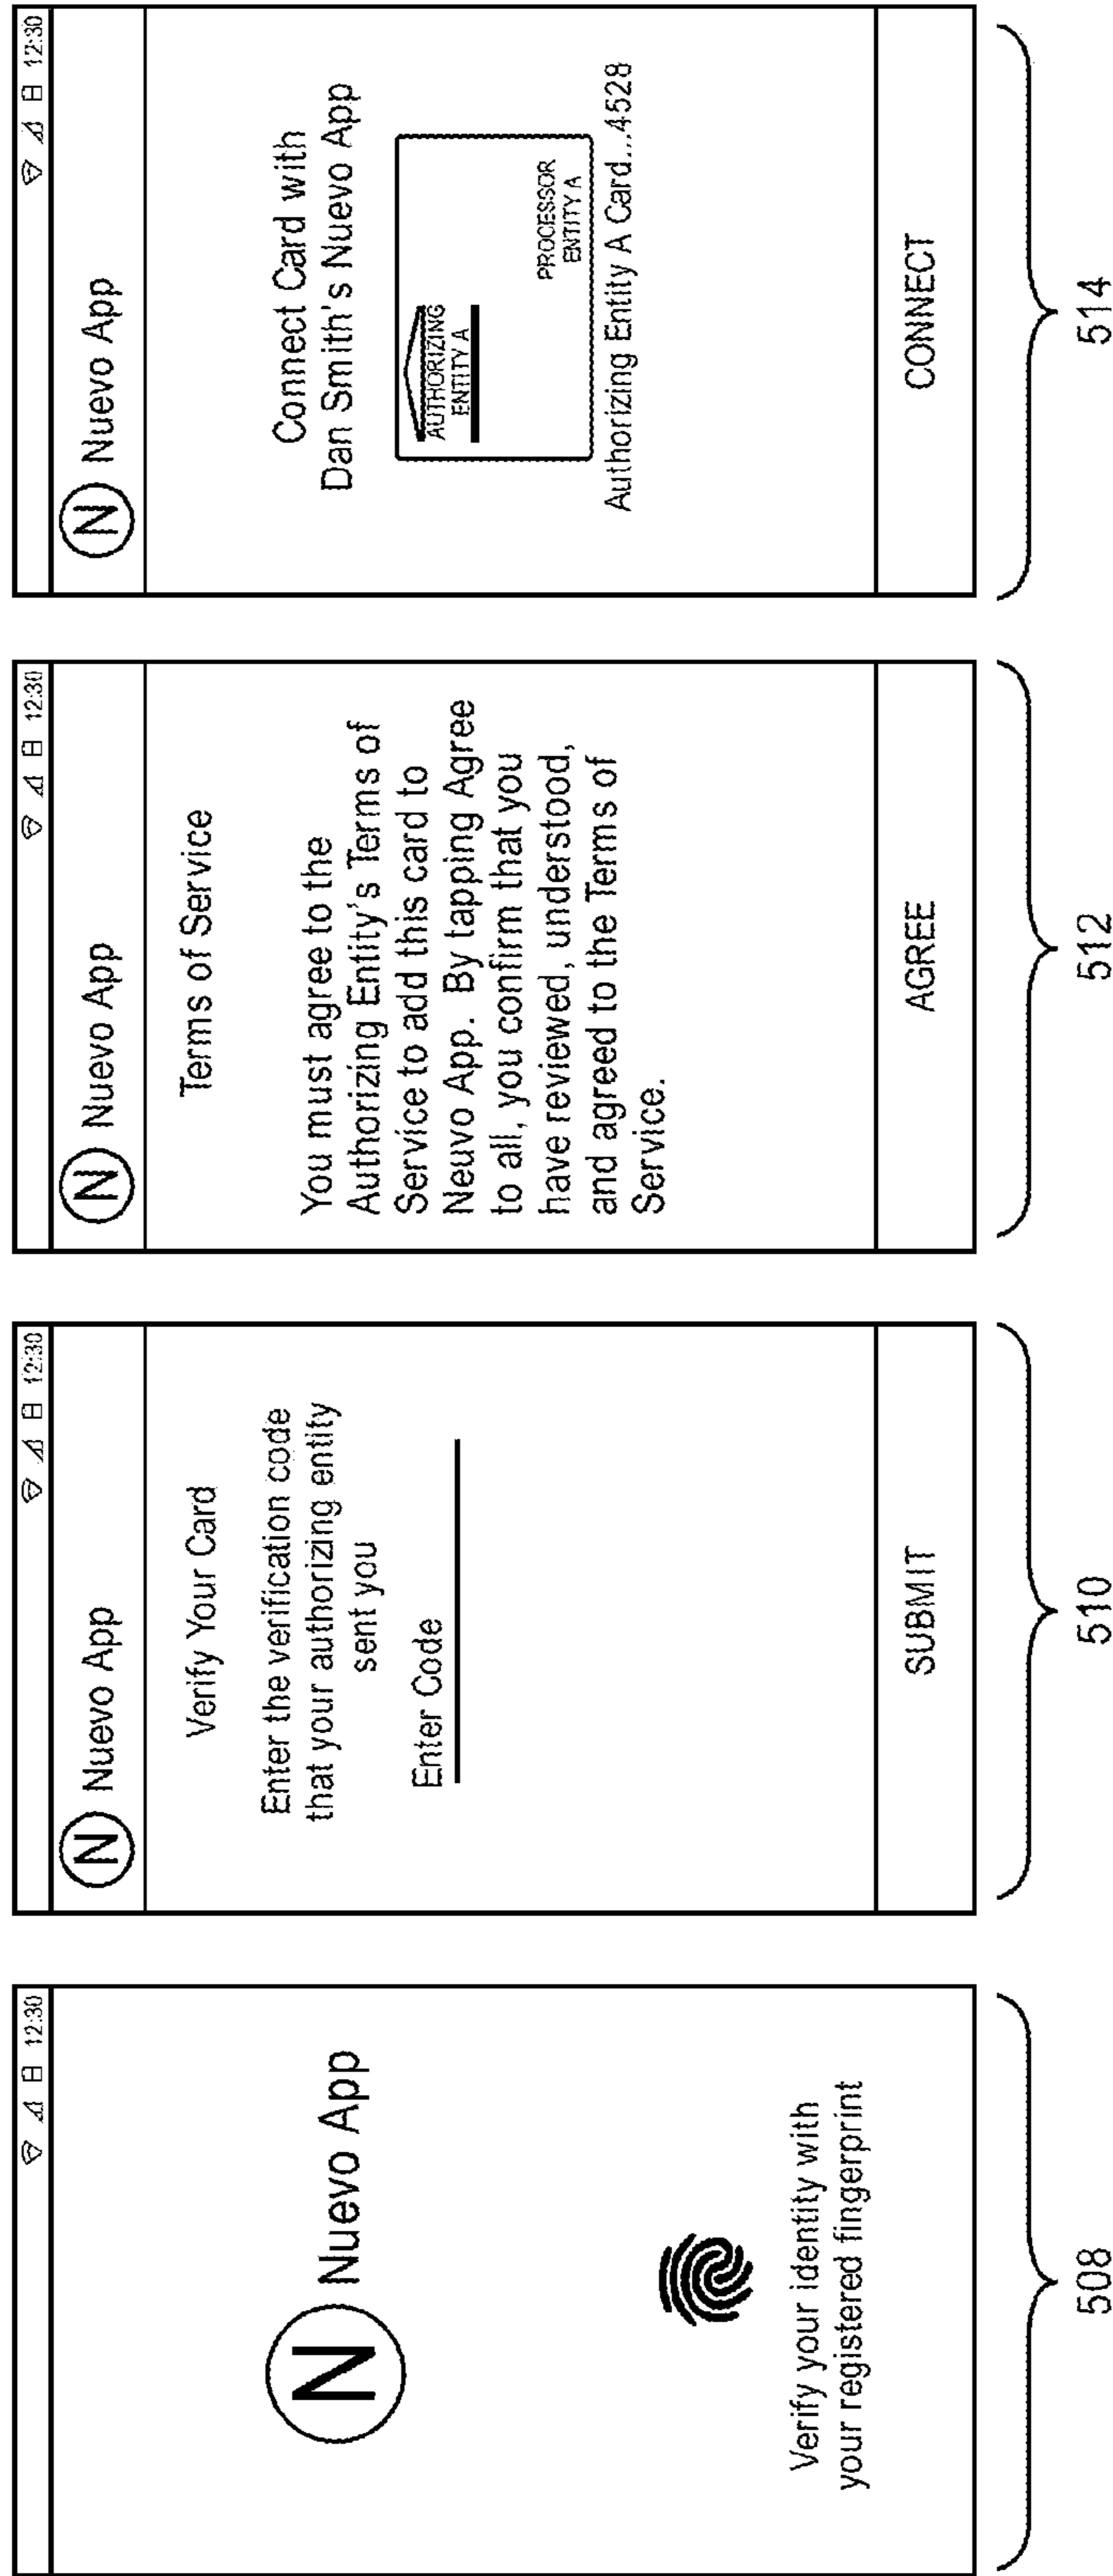 12:30
N Nuevo App
Verify your identity with
your registered fingerprint
508
12:30
N Nuevo App
Verify Your Card
Enter the verification code
that your authorizing entity
sent you
Enter Code
SUBMIT
510
12:30
N Nuevo App
Terms of Service
You must agree to the
Authorizing Entity's Terms of
Service to add this card to
Neuvo App. By tapping Agree
to all, you confirm that you
have reviewed, understood,
and agreed to the Terms of
Service.
AGREE
512
12:30
N Nuevo App
Connect Card with
Dan Smith's Nuevo App
AUTHORIZING
ENTITY A
PROCESSOR
ENTITY A
Authorizing Entity A Card...4528
CONNECT
514